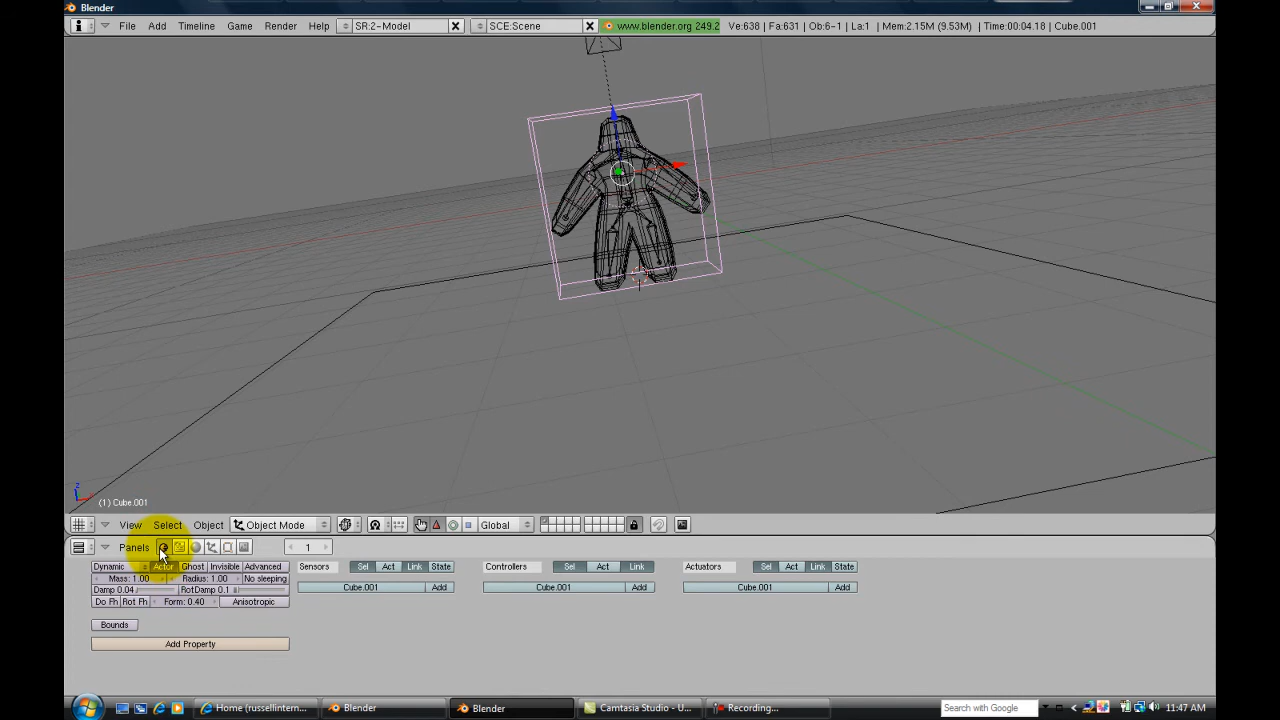 Blender
File Add Timeline Game Render Help SR:2-Model SCE:Scene www.blender.org 249.2 Ve:638 | Fa:631 | Ob:6-1 | La:1 | Mem:2.15M (9.53M) | Time:00:04.18 | Cube.001
z
(1) Cube.001
View Select Object Object Mode Global
Panels 1
Dynamic Actor Ghost Invisible Advanced Sensors Sel Act Link State Controllers Sel Act Link Actuators Sel Act Link State
Mass: 1.00 Radius: 1.00 No sleeping
Cube.001 Add Cube.001 Add Cube.001 Add
Damp 0.04 RotDamp 0.1
Do Fh Rot Fh Form: 0.40 Anisotropic
Bounds
Add Property
Home (russellintern... Blender Blender Camtasia Studio - U... Recording... Search with Google 11:47 AM